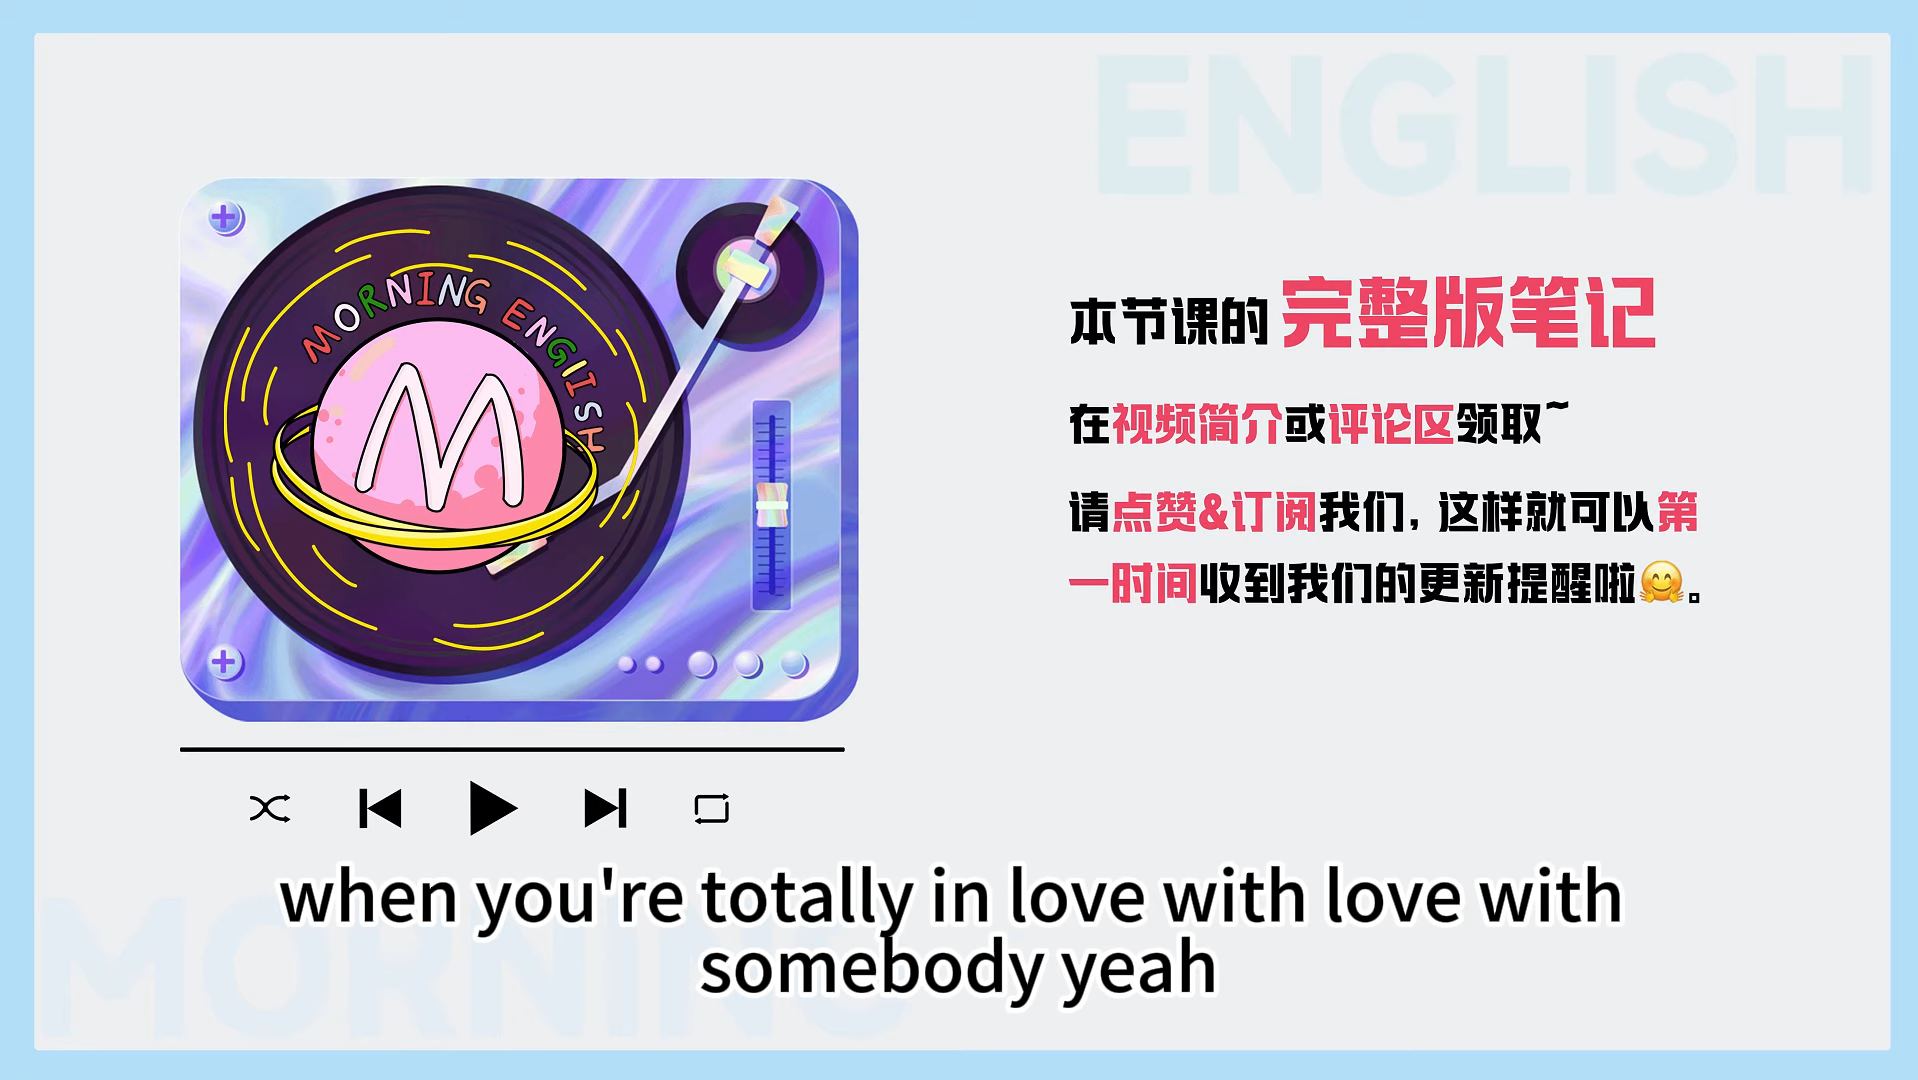 ENGLISH
MORNING ENGLISH
M
本节课的 完整版笔记
在视频简介或评论区领取~
请点赞&订阅我们，这样就可以第
一时间收到我们的更新提醒啦🤗。
when you're totally in love with love with
somebody yeah
MORNING